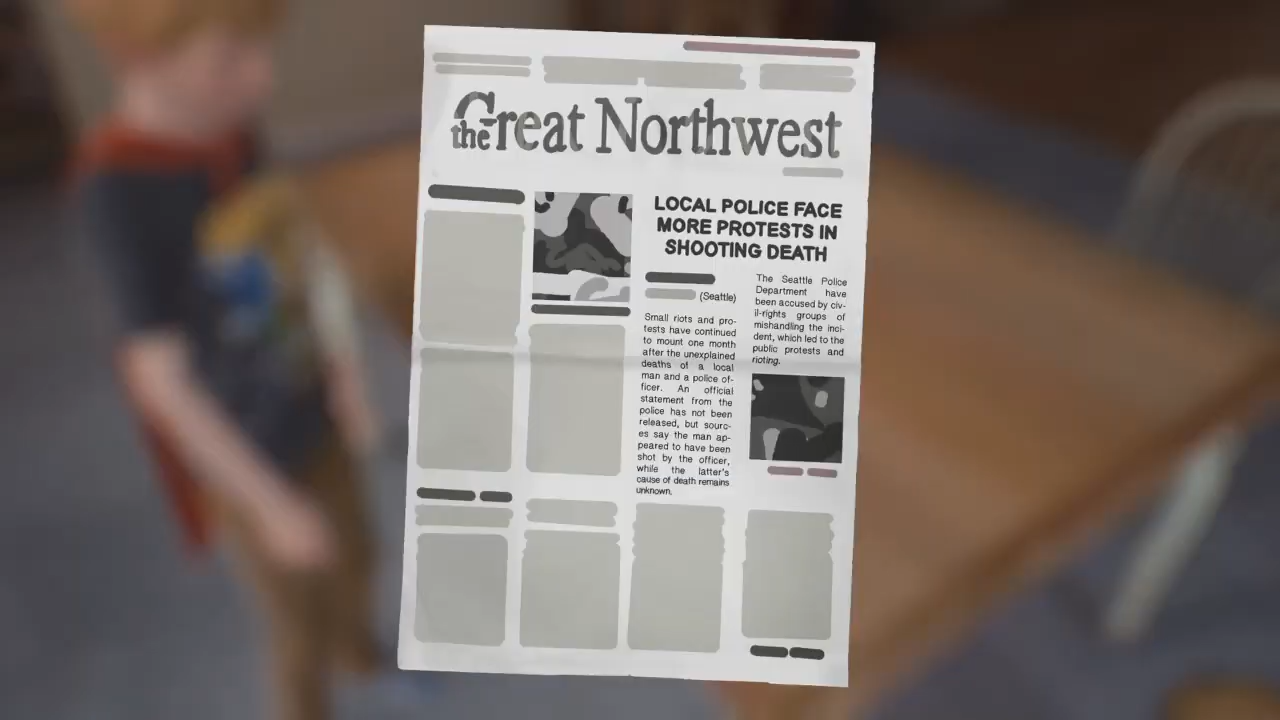 the Great Northwest
LOCAL POLICE FACE
MORE PROTESTS IN
SHOOTING DEATH
(Seattle)
Small riots and pro-
tests have continued
to mount one month
after the unexplained
deaths of a local
man and a police of-
ficer. An official
statement from the
police has not been
released, but sourc-
es say the man ap-
peared to have been
shot by the officer,
while the latter's
cause of death remains
unknown.
The Seattle Police
Department have
been accused by civ-
il-rights groups of
mishandling the inci-
dent, which led to the
public protests and
rioting.